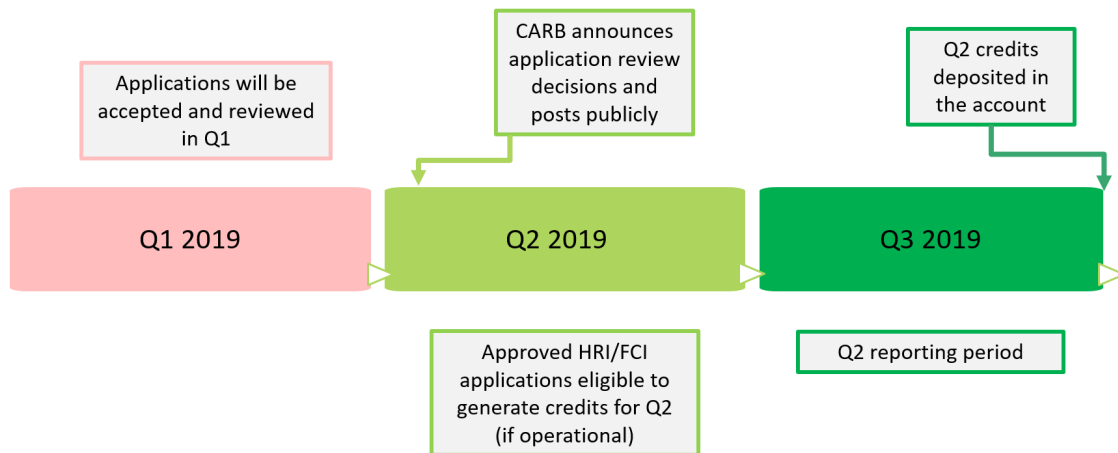 CARB announces
application review
decisions and
posts publicly
Q2 credits
deposited in
the account
Applications will be
accepted and reviewed
in Q1
Q1 2019
Q2 2019
Q3 2019
Approved HRI/FCI
applications eligible to
generate credits for Q2
(if operational)
Q2 reporting period